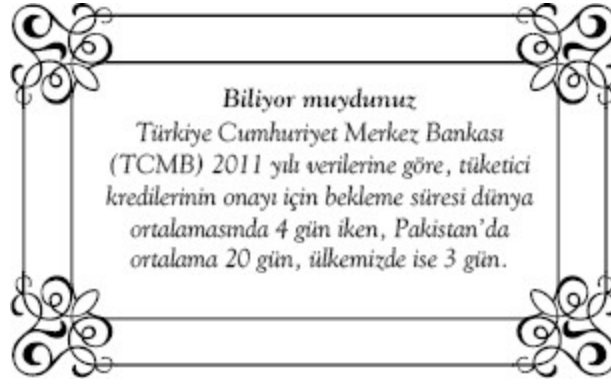 Biliyor muydunuz
Türkiye Cumhuriyet Merkez Bankası
(TCMB) 2011 yılı verilerine göre, tüketici
kredilerinin onayı için bekleme süresi dünya
ortalamasında 4 gün iken, Pakistan’da
ortalama 20 gün, ülkemizde ise 3 gün.